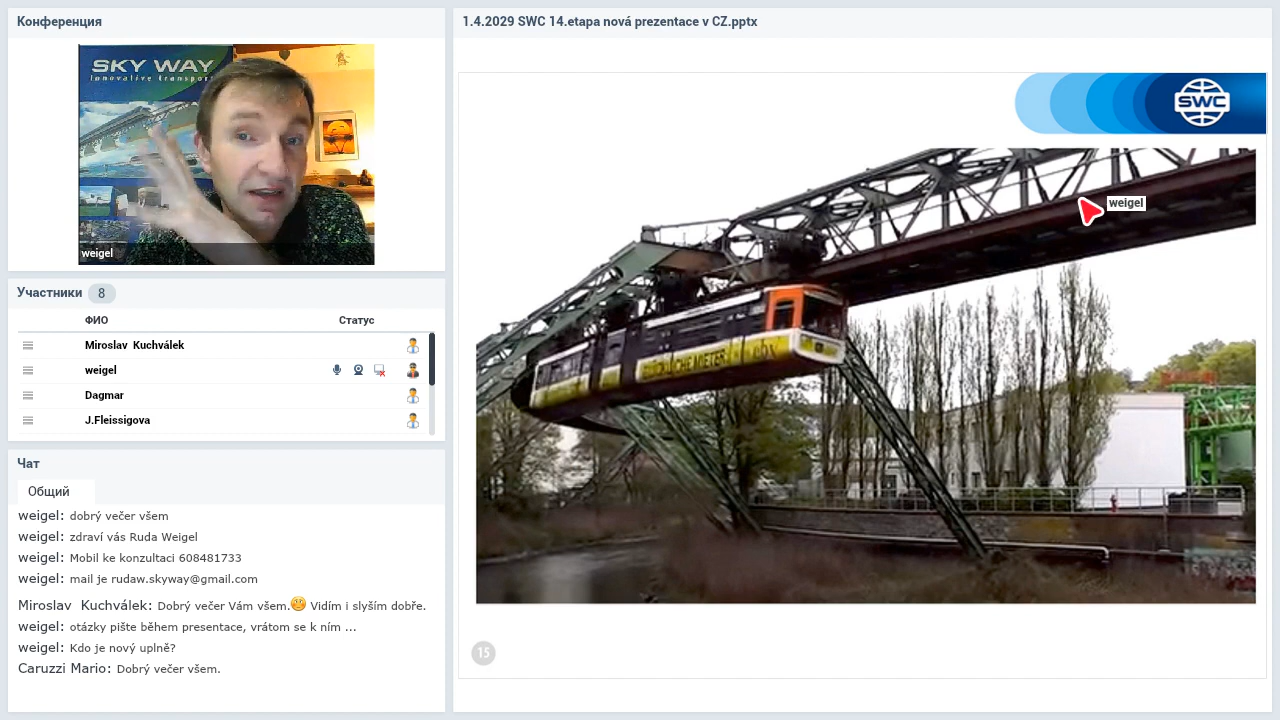 Конференция
SKY WAY
Innovative transport
weigel
Участники 8
ФИО Статус
Miroslav Kuchválek
weigel
Dagmar
J.Fleissigova
Чат
Общий
weigel: dobrý večer všem
weigel: zdraví vás Ruda Weigel
weigel: Mobil ke konzultaci 608481733
weigel: mail je rudaw.skyway@gmail.com
Miroslav Kuchválek: Dobrý večer Vám všem. Vidím i slyším dobře.
weigel: otázky pište během presentace, vrátom se k ním ...
weigel: Kdo je nový uplně?
Caruzzi Mario: Dobrý večer všem.
1.4.2029 SWC 14.etapa nová prezentace v CZ.pptx
SWC
weigel
15